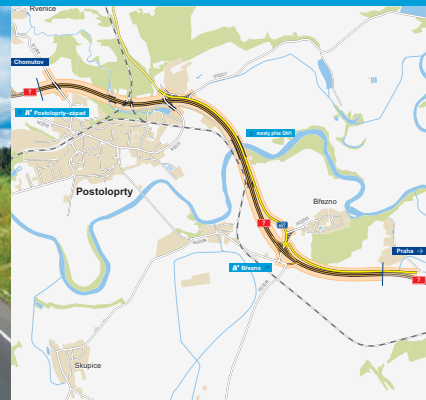 Rvenice
Chomutov
7
Postoloprty-západ
mosty přes Ohři
Postoloprty
Březno
7
Praha →
Březno
7
Skupice